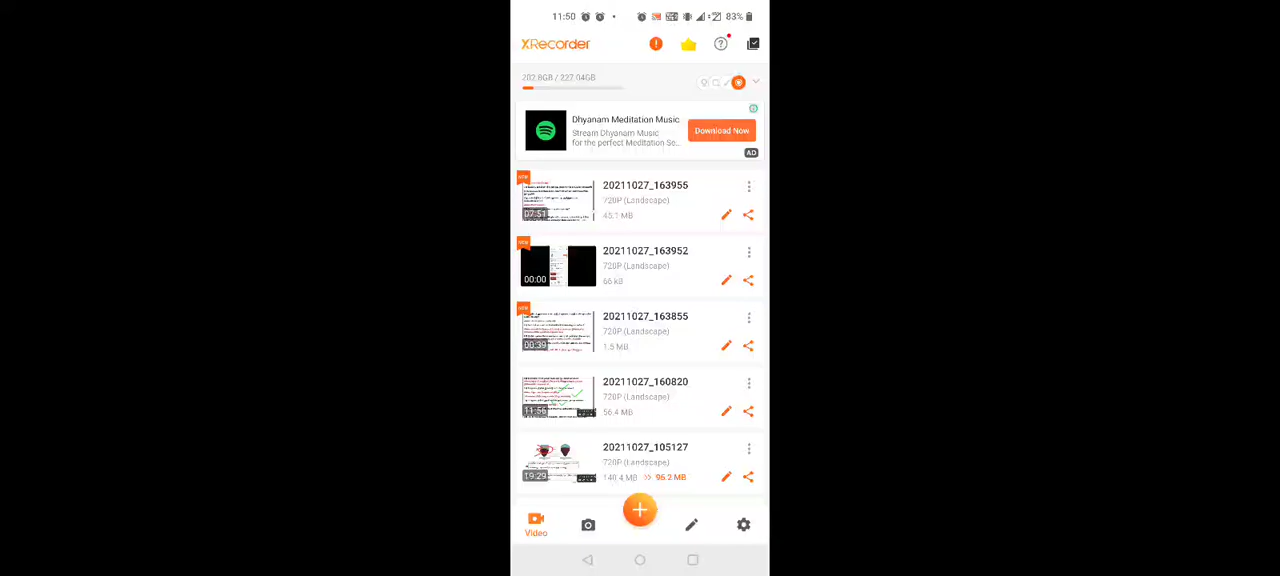 11:50
83%
XRecorder
202.8GB / 227.04GB
Dhyanam Meditation Music
Stream Dhyanam Music
for the perfect Meditation Se...
Download Now
AD
NEW
20211027_163955
720P (Landscape)
45.1 MB
07:51
NEW
20211027_163952
720P (Landscape)
66 kB
00:00
NEW
20211027_163855
720P (Landscape)
1.5 MB
00:39
20211027_160820
720P (Landscape)
56.4 MB
11:56
20211027_105127
720P (Landscape)
140.4 MB >> 96.2 MB
19:29
Video